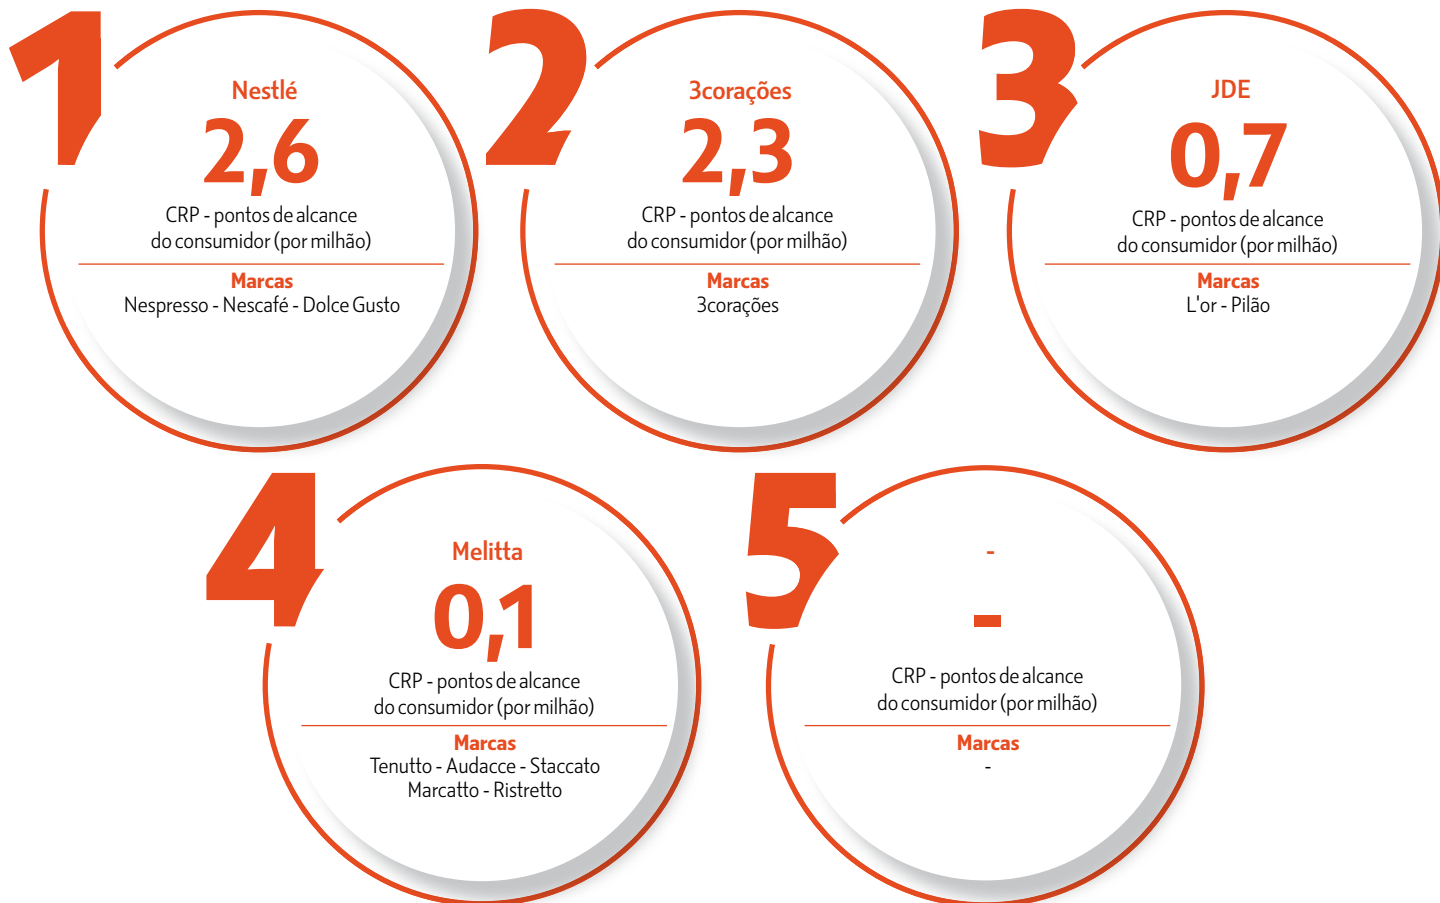 1
Nestlé
2,6
CRP - pontos de alcance
do consumidor (por milhão)
Marcas
Nespresso - Nescafé - Dolce Gusto
2
3corações
2,3
CRP - pontos de alcance
do consumidor (por milhão)
Marcas
3corações
3
JDE
0,7
CRP - pontos de alcance
do consumidor (por milhão)
Marcas
L'or - Pilão
4
Melitta
0,1
CRP - pontos de alcance
do consumidor (por milhão)
Marcas
Tenutto - Audacce - Staccato
Marcatto - Ristretto
5
-
-
CRP - pontos de alcance
do consumidor (por milhão)
Marcas
-